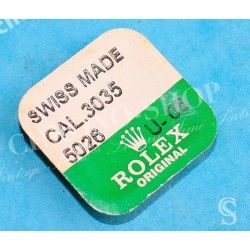 SWISS MADE
CAL. 3035
5026
ROLEX
ORIGINAL